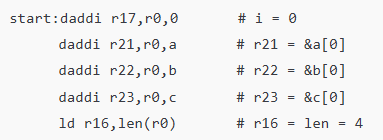 start:daddi r17,r0,0 # i = 0
daddi r21,r0,a # r21 = &a[0]
daddi r22,r0,b # r22 = &b[0]
daddi r23,r0,c # r23 = &c[0]
ld r16,len(r0) # r16 = len = 4